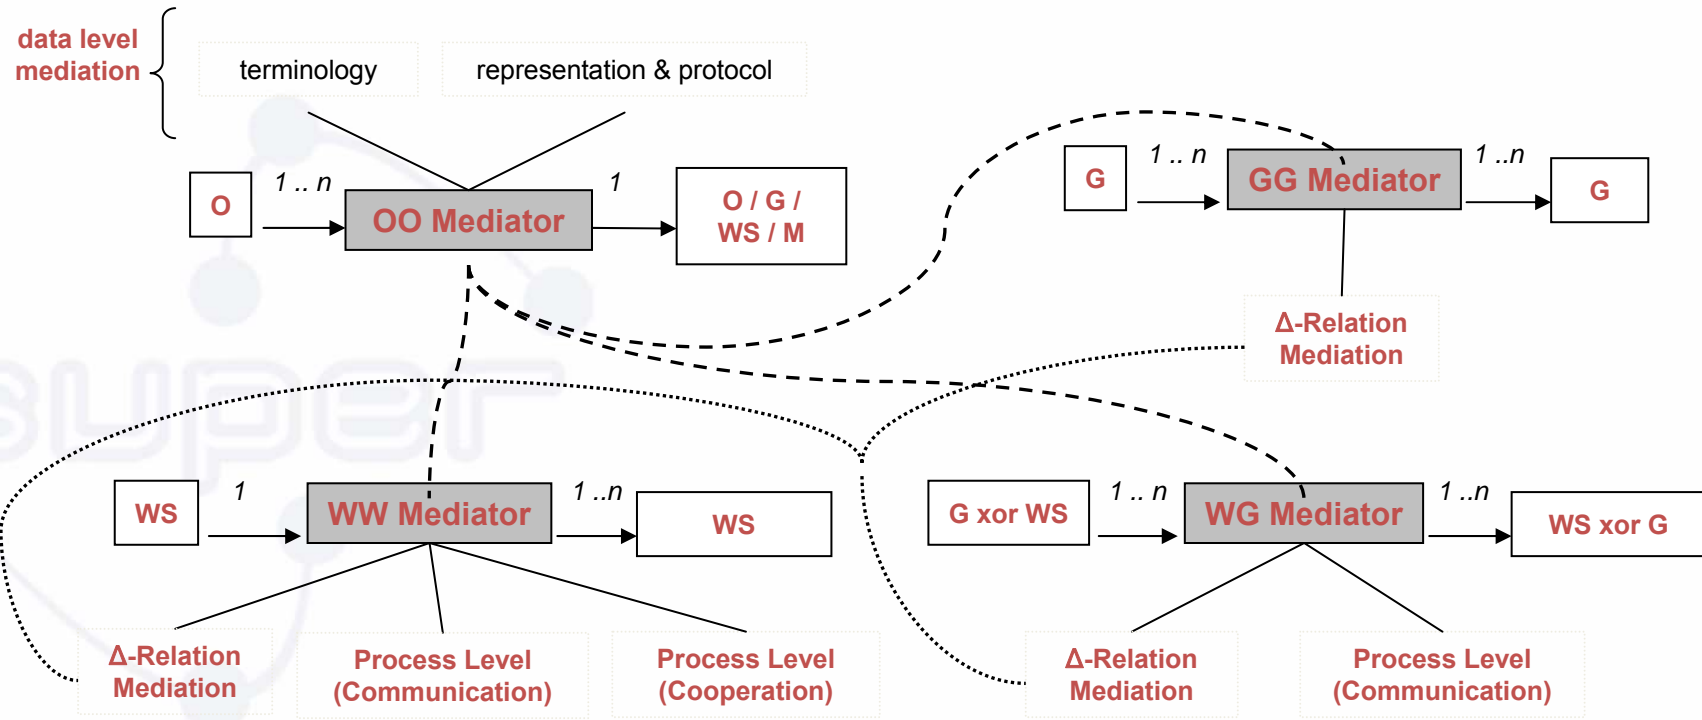 data level
mediation
terminology
representation & protocol
O
1 .. n
OO Mediator
1
O / G /
WS / M
G
1 .. n
GG Mediator
1 ..n
G
Δ-Relation
Mediation
super
WS
1
WW Mediator
1 ..n
WS
G xor WS
1 .. n
WG Mediator
1 ..n
WS xor G
Δ-Relation
Mediation
Process Level
(Communication)
Process Level
(Cooperation)
Δ-Relation
Mediation
Process Level
(Communication)